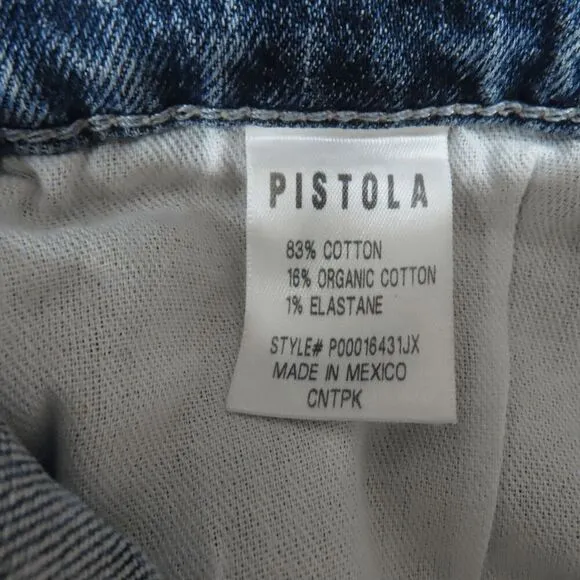 PISTOLA
83% COTTON
16% ORGANIC COTTON
1% ELASTANE
STYLE# P00016431JX
MADE IN MEXICO
CNTPK